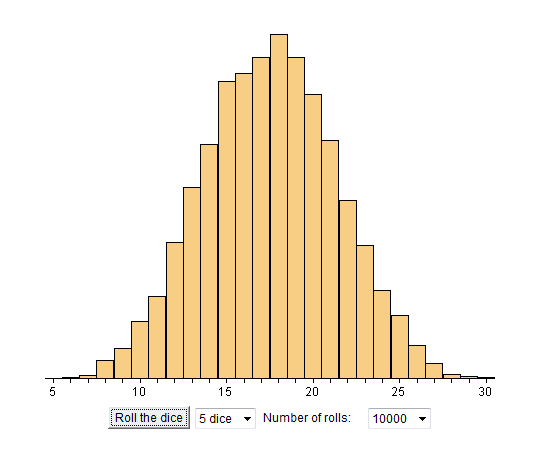 5 10 15 20 25 30
Roll the dice 5 dice Number of rolls: 10000